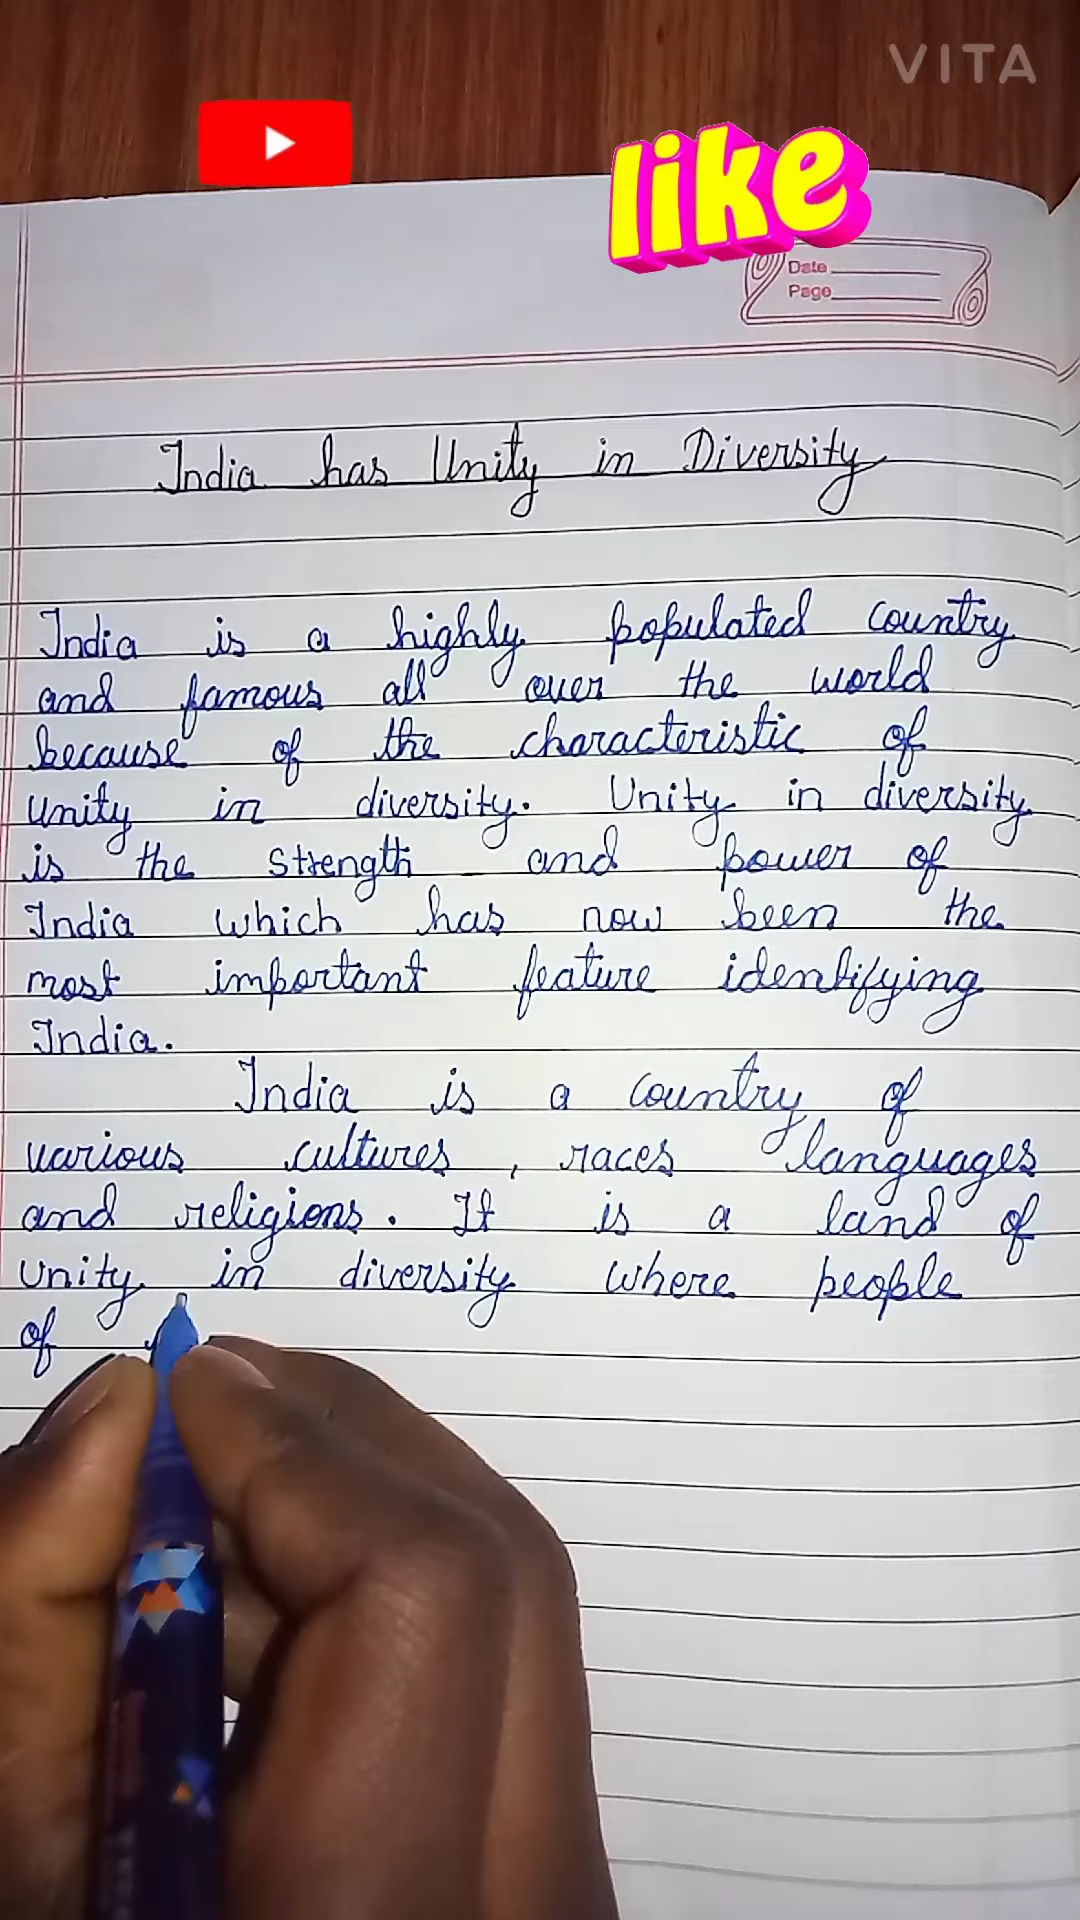 VITA
like
Date
Page
India has Unity in Diversity
India is a highly populated country
and famous all over the world
because of the characteristic of
unity in diversity. Unity in diversity
is the strength and power of
India which has now been the
most important feature identifying
India.
India is a country of
various cultures, races languages
and religions. It is a land of
unity in diversity where people
of